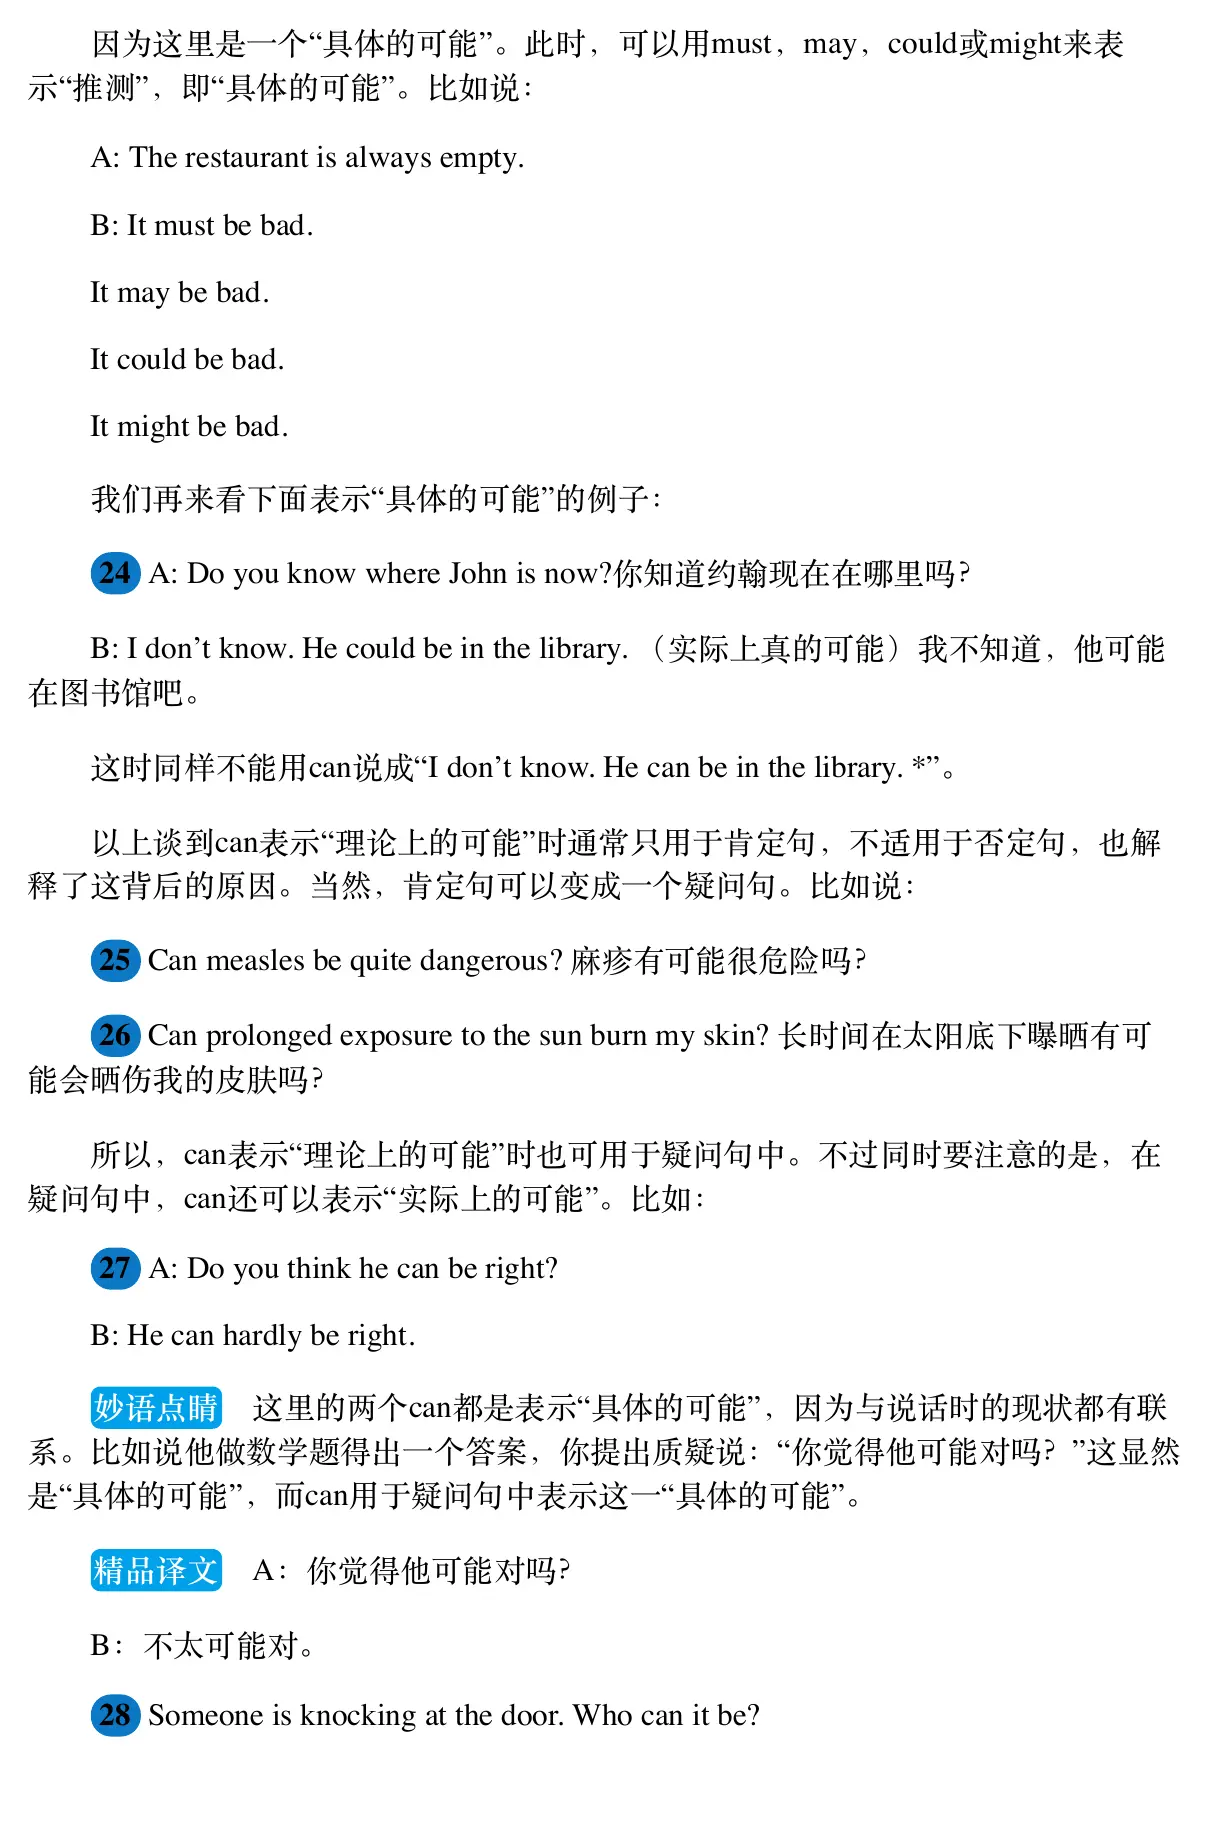 因为这里是一个“具体的可能”。此时，可以用must，may，could或might来表
示“推测”，即“具体的可能”。比如说：
A: The restaurant is always empty.
B: It must be bad.
It may be bad.
It could be bad.
It might be bad.
我们再来看下面表示“具体的可能”的例子：
24 A: Do you know where John is now?你知道约翰现在在哪里吗？
B: I don’t know. He could be in the library. （实际上真的可能）我不知道，他可能
在图书馆吧。
这时同样不能用can说成“I don’t know. He can be in the library. *”。
以上谈到can表示“理论上的可能”时通常只用于肯定句，不适用于否定句，也解
释了这背后的原因。当然，肯定句可以变成一个疑问句。比如说：
25 Can measles be quite dangerous? 麻疹有可能很危险吗？
26 Can prolonged exposure to the sun burn my skin? 长时间在太阳底下曝晒有可
能会晒伤我的皮肤吗？
所以，can表示“理论上的可能”时也可用于疑问句中。不过同时要注意的是，在
疑问句中，can还可以表示“实际上的可能”。比如：
27 A: Do you think he can be right?
B: He can hardly be right.
妙语点睛 这里的两个can都是表示“具体的可能”，因为与说话时的现状都有联
系。比如说他做数学题得出一个答案，你提出质疑说：“你觉得他可能对吗？”这显然
是“具体的可能”，而can用于疑问句中表示这一“具体的可能”。
精品译文 A：你觉得他可能对吗？
B：不太可能对。
28 Someone is knocking at the door. Who can it be?